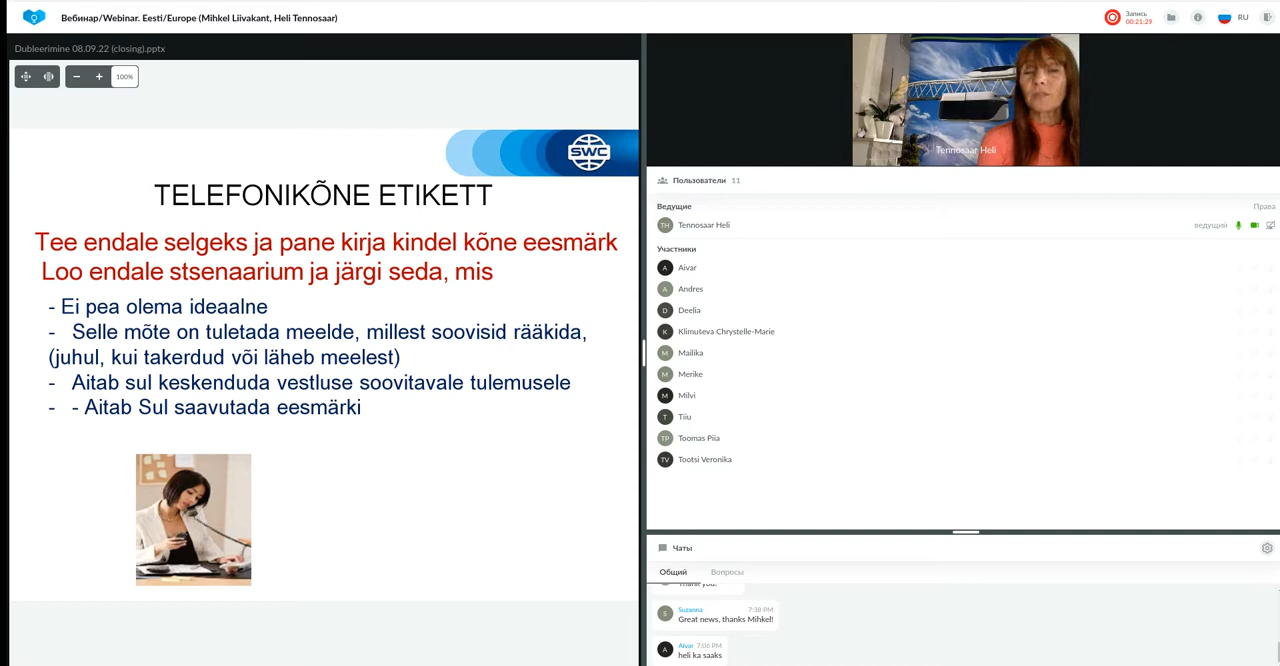 Вебинар/Webinar. Eesti/Europe (Mihkel Liivakant, Heli Tennosaar)
Запись
00:21:29
RU
Dubleerimine 08.09.22 (closing).pptx
100%
SWC
TELEFONIKÕNE ETIKETT
Tee endale selgeks ja pane kirja kindel kõne eesmärk
Loo endale stsenaarium ja järgi seda, mis
- Ei pea olema ideaalne
- Selle mõte on tuletada meelde, millest soovisid rääkida,
(juhul, kui takerdud või läheb meelest)
- Aitab sul keskenduda vestluse soovitavale tulemusele
- - Aitab Sul saavutada eesmärki
Tennosaar Heli
Пользователи 11
Ведущие Права
TH Tennosaar Heli ведущий
Участники
A Aivar
A Andres
D Deelia
K Klimuševa Chrystelle-Marie
M Mailika
M Merike
M Milvi
T Tiiu
TP Toomas Piia
TV Tootsi Veronika
Чаты
Общий Вопросы
Thank you!
S Suzanna 7:38 PM
Great news, thanks Mihkel!
A Aivar 7:06 PM
heli ka saaks